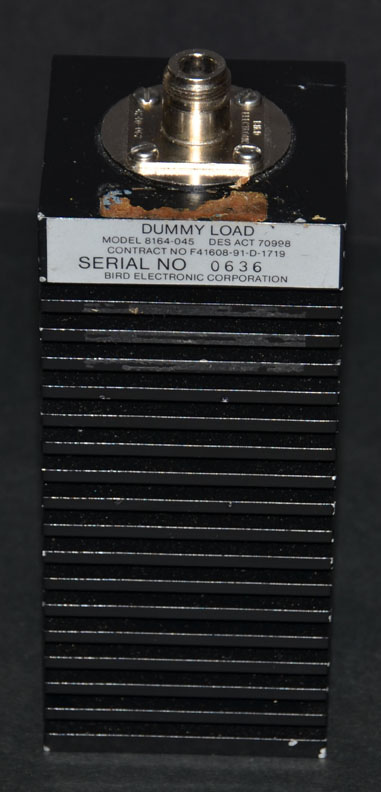 DUMMY LOAD
MODEL 8164-045 DES ACT 70998
CONTRACT NO F41608-91-D-1719
SERIAL NO 0636
BIRD ELECTRONIC CORPORATION